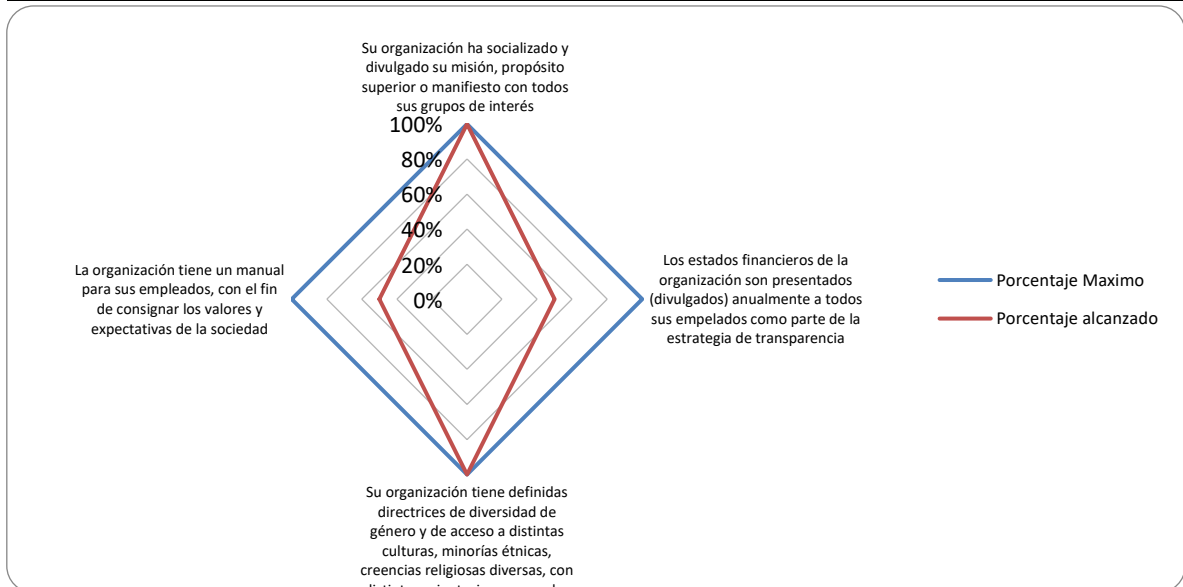 Su organización ha socializado y
divulgado su misión, propósito
superior o manifiesto con todos
sus grupos de interés
100%
80%
60%
40%
20%
0%
Los estados financieros de la
organización son presentados
(divulgados) anualmente a todos
sus empelados como parte de la
estrategia de transparencia
La organización tiene un manual
para sus empleados, con el fin
de consignar los valores y
expectativas de la sociedad
Porcentaje Maximo
Porcentaje alcanzado
Su organización tiene definidas
directrices de diversidad de
género y de acceso a distintas
culturas, minorías étnicas,
creencias religiosas diversas, con